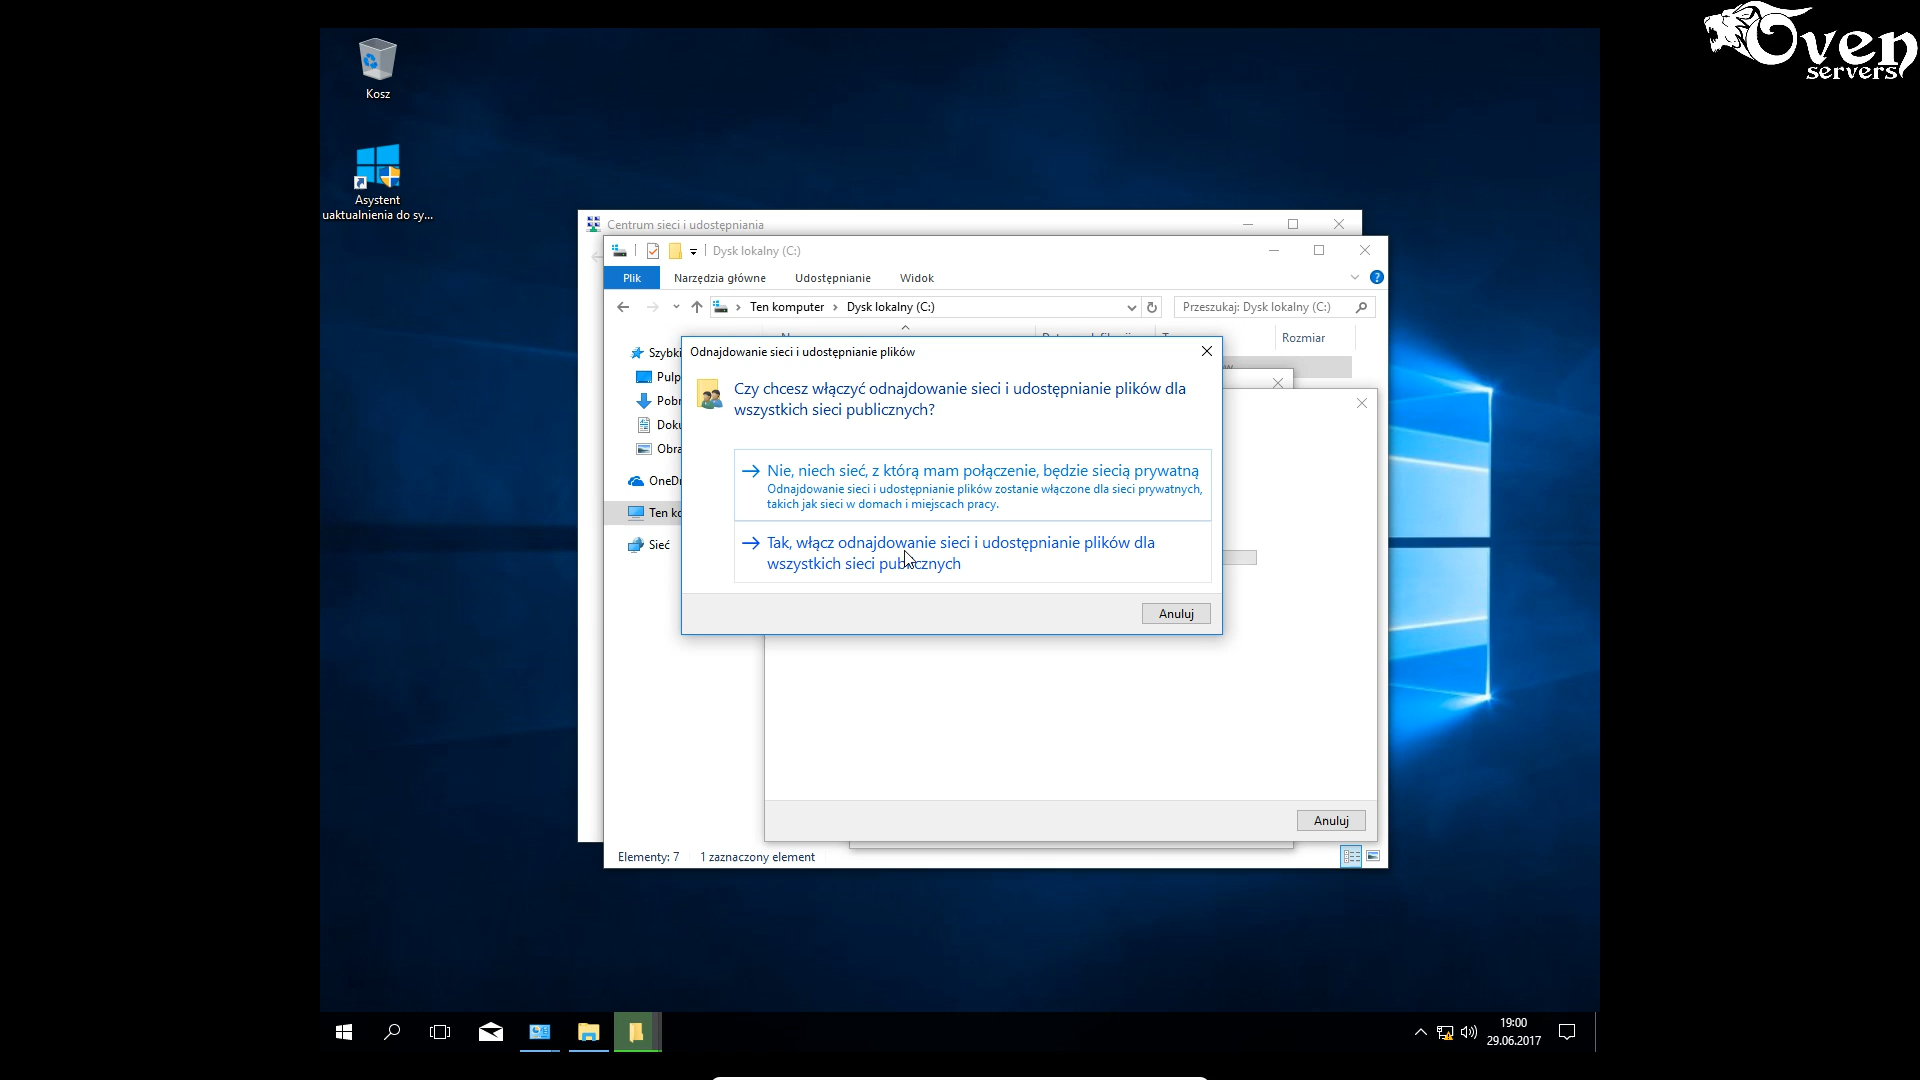 Oven
servers
Kosz
Asystent
uaktualnienia do sy...
Centrum sieci i udostępniania
Dysk lokalny (C:)
Plik
Narzędzia główne
Udostępnianie
Widok
Ten komputer
Dysk lokalny (C:)
Przeszukaj: Dysk lokalny (C:)
Rozmiar
Odnajdowanie sieci i udostępnianie plików
Czy chcesz włączyć odnajdowanie sieci i udostępnianie plików dla
wszystkich sieci publicznych?
Nie, niech sieć, z którą mam połączenie, będzie siecią prywatną
Odnajdowanie sieci i udostępnianie plików zostanie włączone dla sieci prywatnych,
takich jak sieci w domach i miejscach pracy.
Tak, włącz odnajdowanie sieci i udostępnianie plików dla
wszystkich sieci publicznych
Anuluj
Szybki
Pulp
Pobr
Doku
Obra
OneDr
Ten ko
Sieć
Anuluj
Elementy: 7
1 zaznaczony element
19:00
29.06.2017